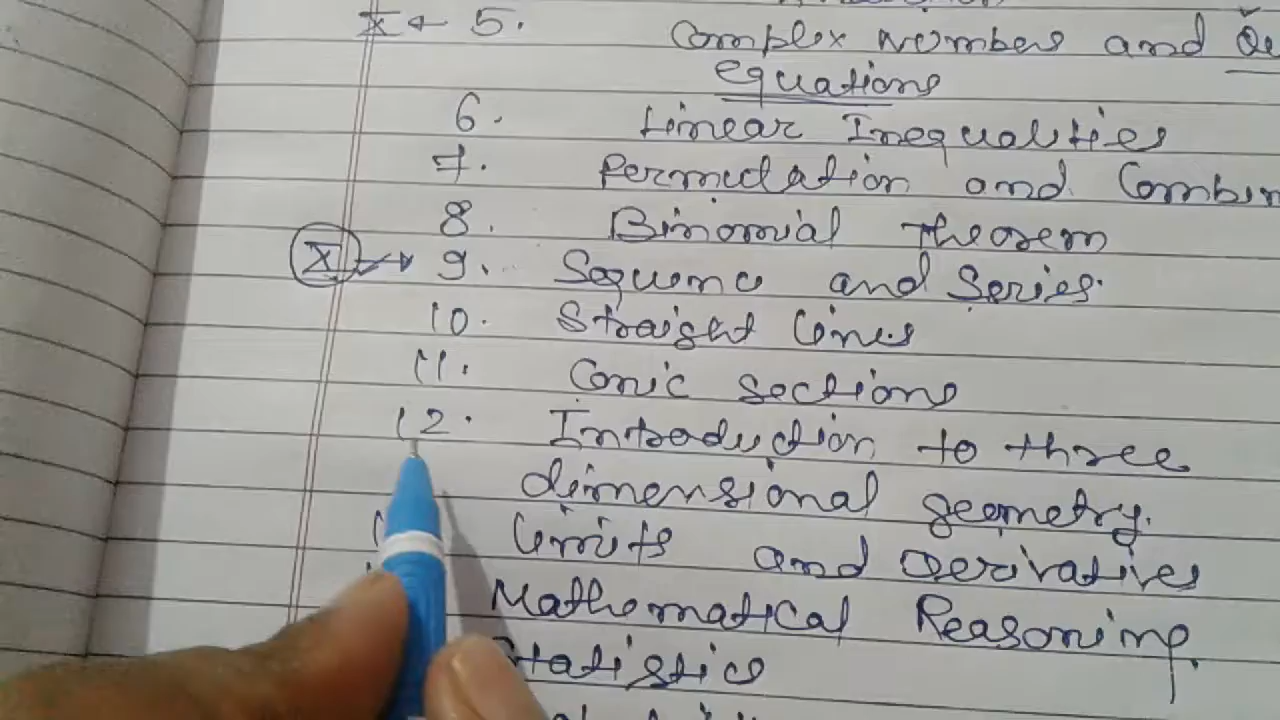 X ← 5. Complex Numbers and
equations
6. Linear Inequalities
7. Permutation and
8. Binomial Theorem
X → 9. Sequence and Series.
10. Straight Lines
11. Conic Sections
12. Introduction to three
dimensional geometry.
Limits and Derivatives
Mathematical Reasoning.
Statistics